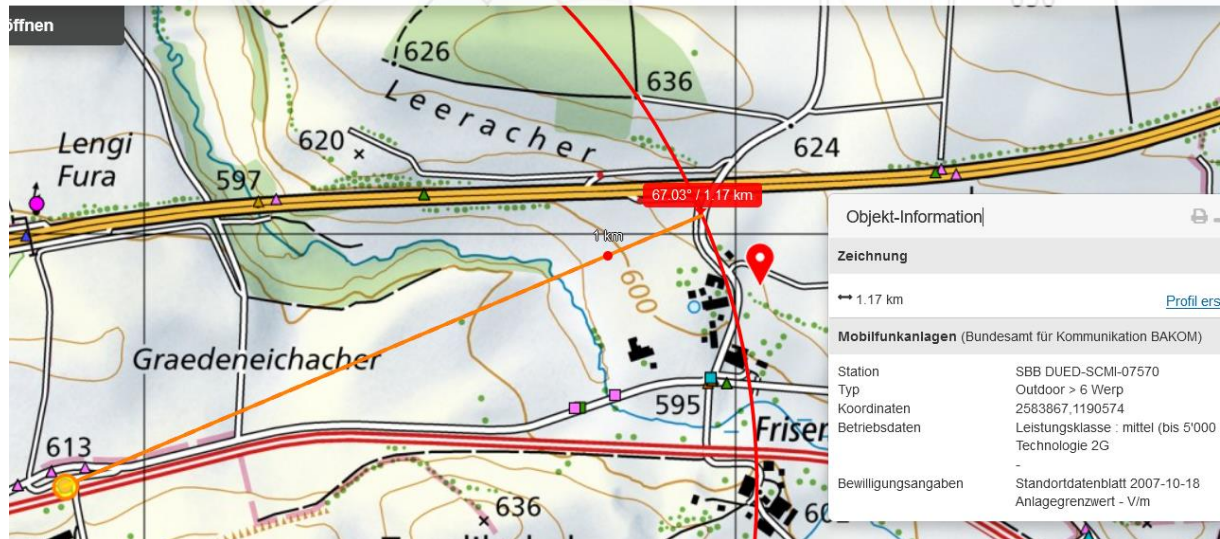 öffnen
626
636
Leeracher
620
624
Lengi
Fura
597
67.03° / 1.17 km
1 km
600
Graedeneichacher
595
613
636
Friser
Objekt-Information
Zeichnung
1.17 km
Profil ers
Mobilfunkanlagen (Bundesamt für Kommunikation BAKOM)
Station SBB DUED-SCMI-07570
Typ Outdoor > 6 Werp
Koordinaten 2583867,1190574
Betriebsdaten Leistungsklasse : mittel (bis 5'000
Technologie 2G
-
Bewilligungsangaben Standortdatenblatt 2007-10-18
Anlagegrenzwert - V/m